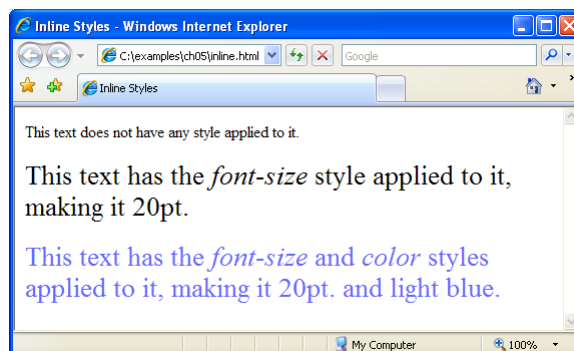 Inline Styles - Windows Internet Explorer
C:\examples\ch05\inline.html
Google
Inline Styles
This text does not have any style applied to it.
This text has the font-size style applied to it,
making it 20pt.
This text has the font-size and color styles
applied to it, making it 20pt. and light blue.
My Computer
100%